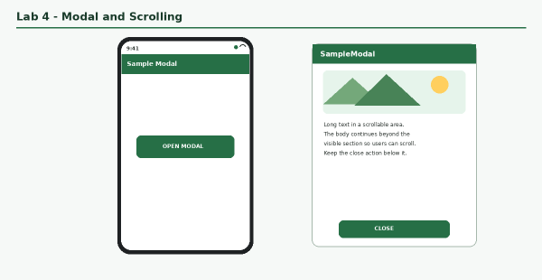 Lab 4 - Modal and Scrolling
9:41
Sample Modal
OPEN MODAL
SampleModal
Long text in a scrollable area.
The body continues beyond the
visible section so users can scroll.
Keep the close action below it.
CLOSE